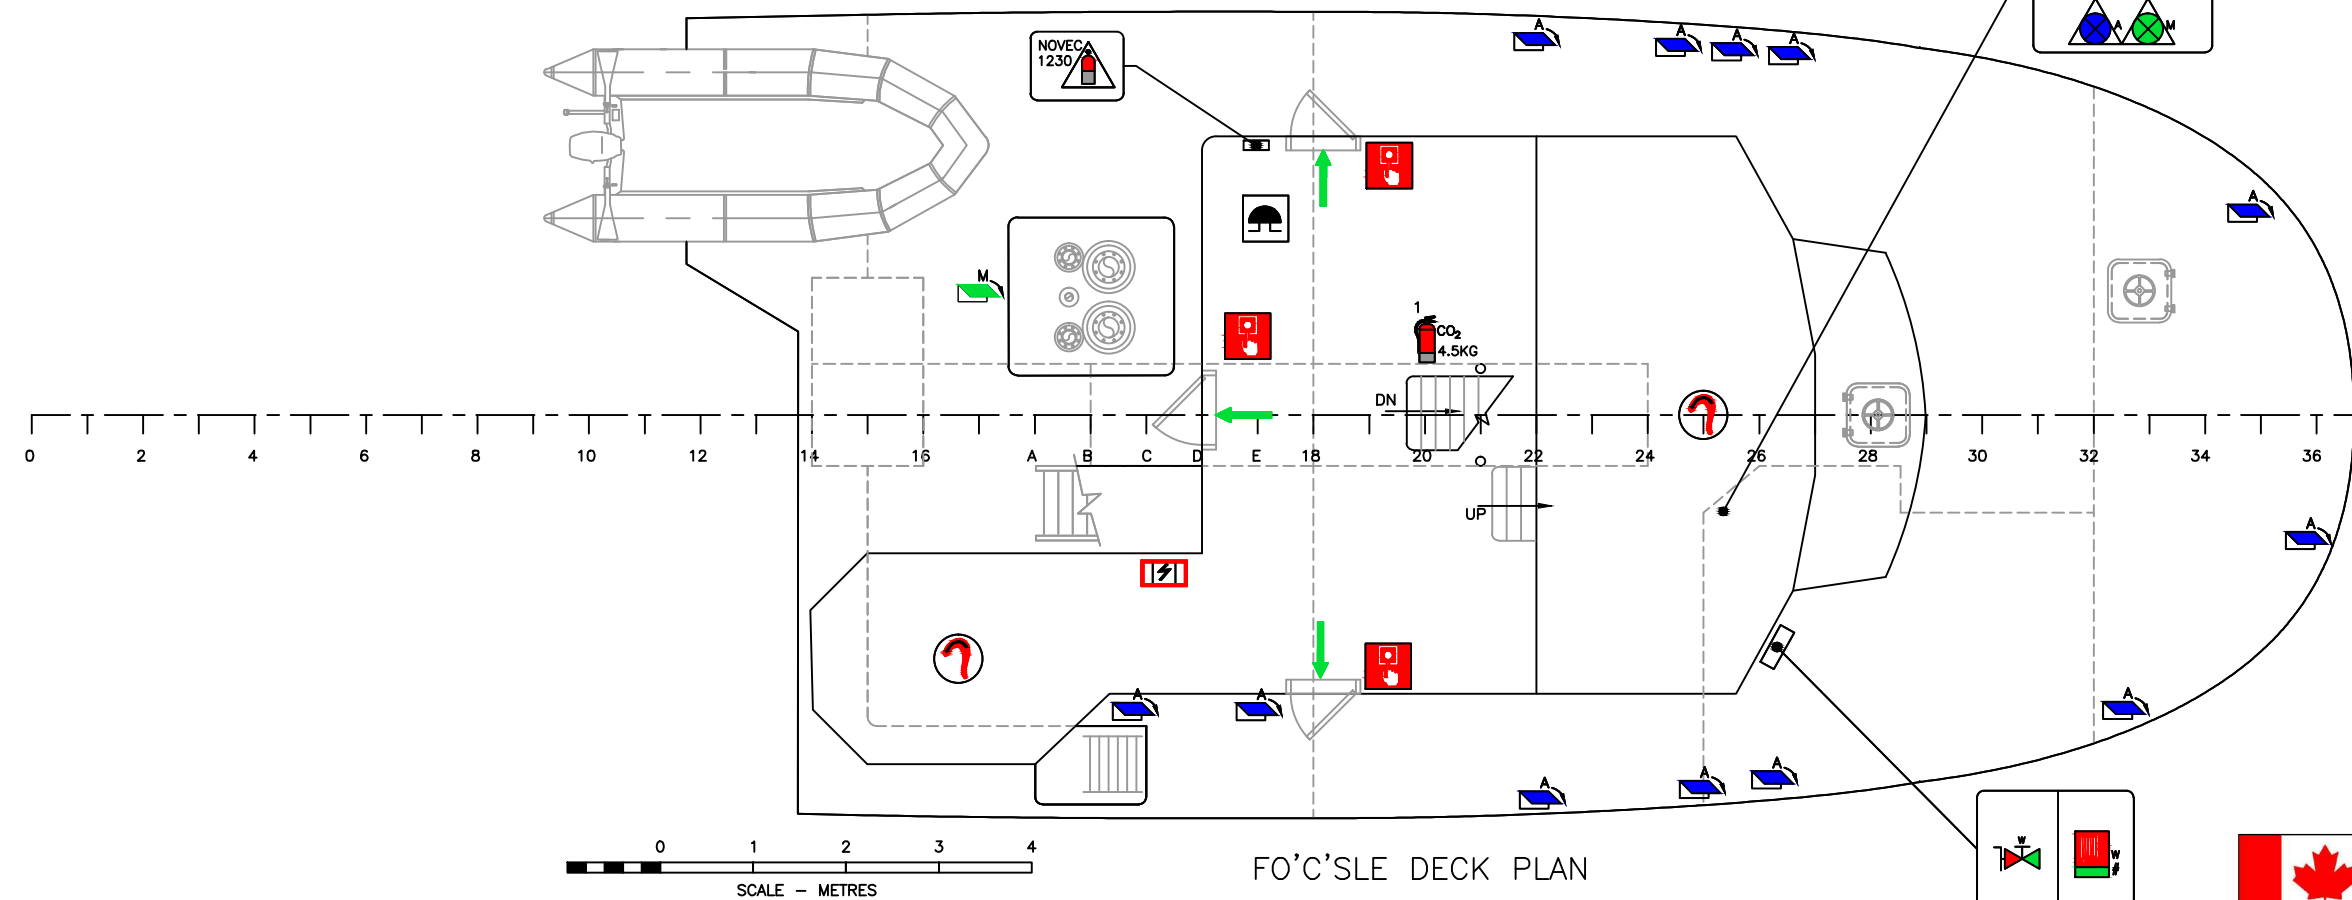 A M
NOVEC
1230
A
A
A
A
A
M
1
CO₂
4.5KG
DN
0 2 4 6 8 10 12 14 16 A B C D E 18 20 22 24 26 28 30 32 34 36
UP
A
A
A
A
A
A
A
0 1 2 3 4
SCALE – METRES
FO'C'SLE DECK PLAN
W
W
#